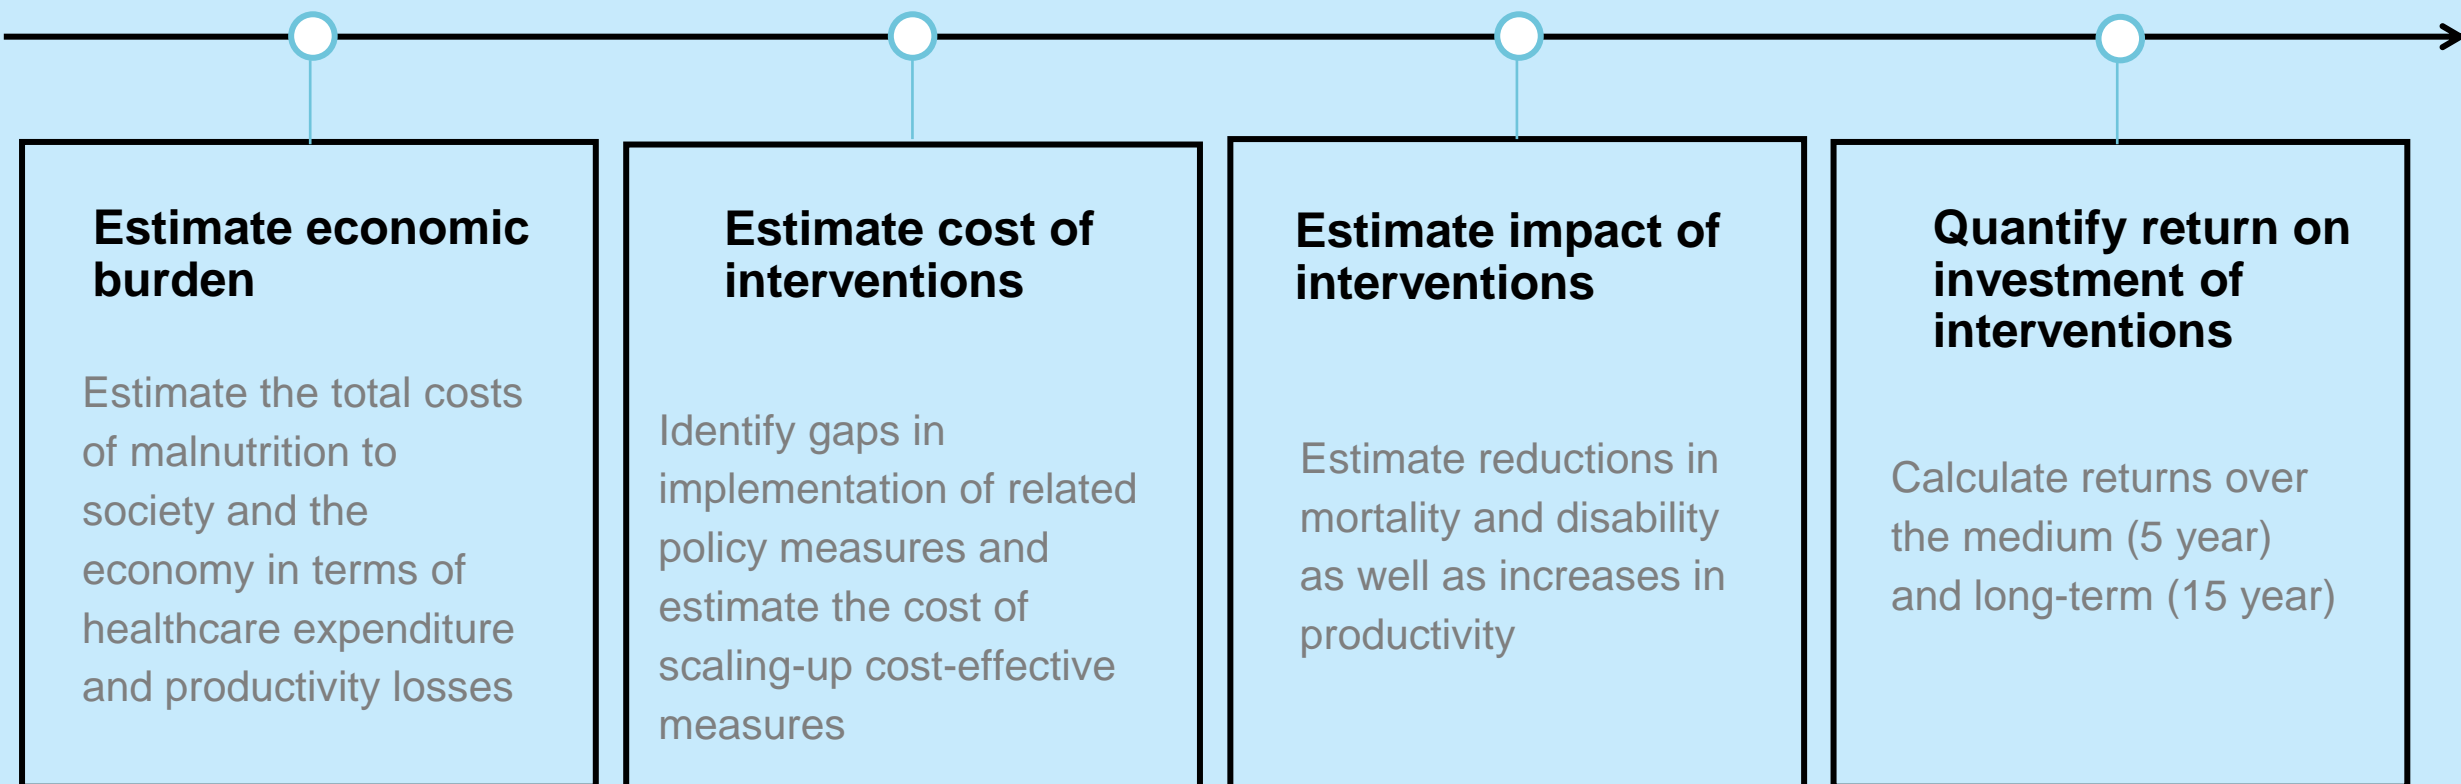 Estimate economic
burden
Estimate the total costs
of malnutrition to
society and the
economy in terms of
healthcare expenditure
and productivity losses
Estimate cost of
interventions
Identify gaps in
implementation of related
policy measures and
estimate the cost of
scaling-up cost-effective
measures
Estimate impact of
interventions
Estimate reductions in
mortality and disability
as well as increases in
productivity
Quantify return on
investment of
interventions
Calculate returns over
the medium (5 year)
and long-term (15 year)